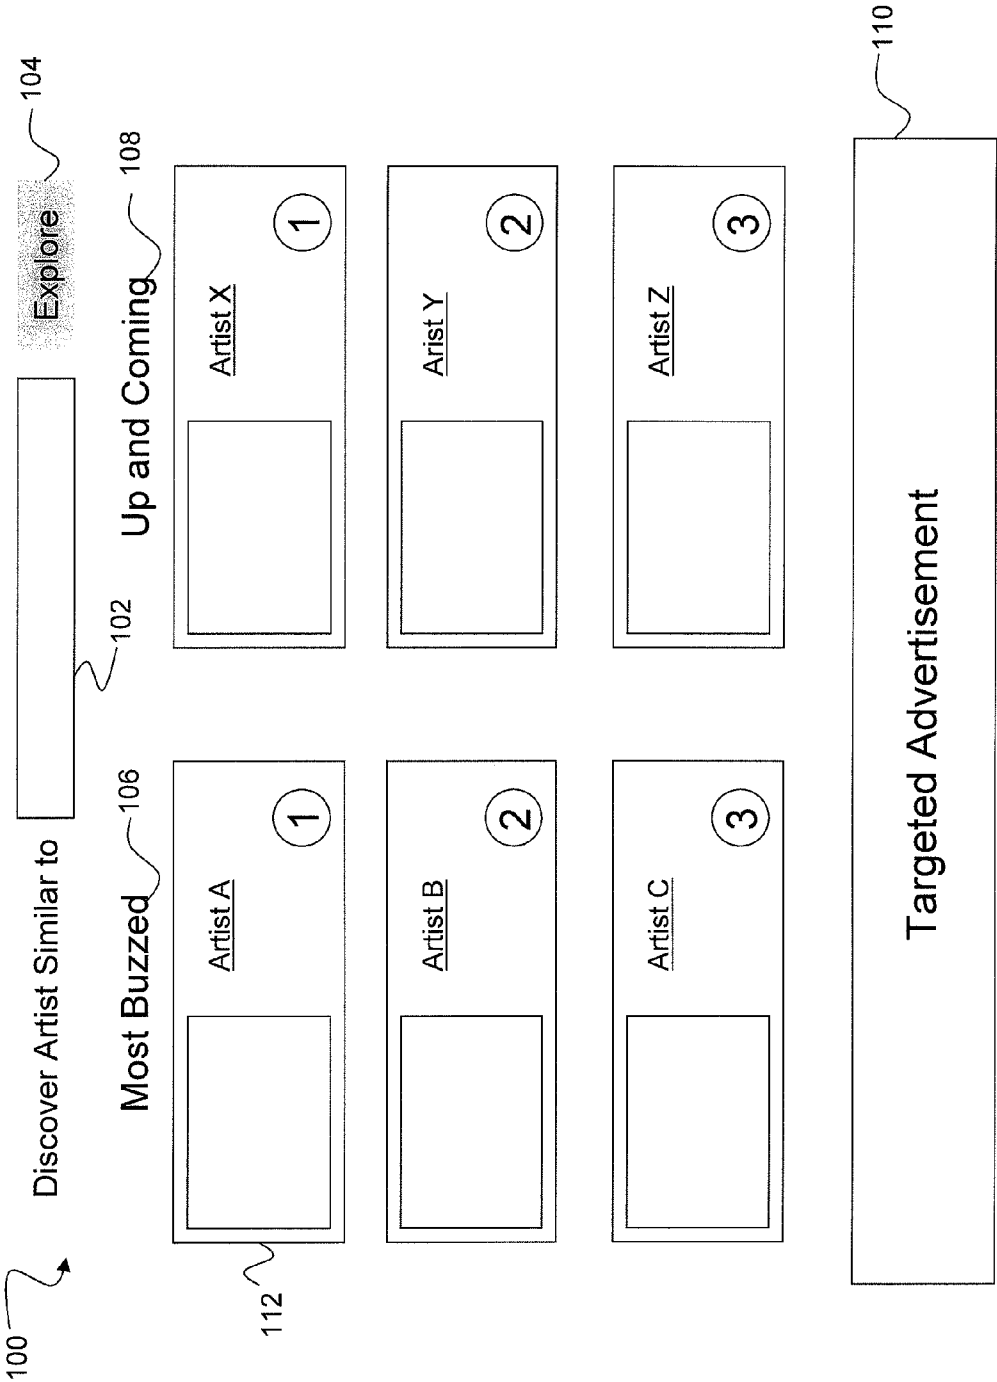 100
Discover Artist Similar to
102
Explore
104
Most Buzzed
106
Up and Coming
108
112
Artist A
1
Artist X
1
Artist B
2
Arist Y
2
Artist C
3
Artist Z
3
Targeted Advertisement
110